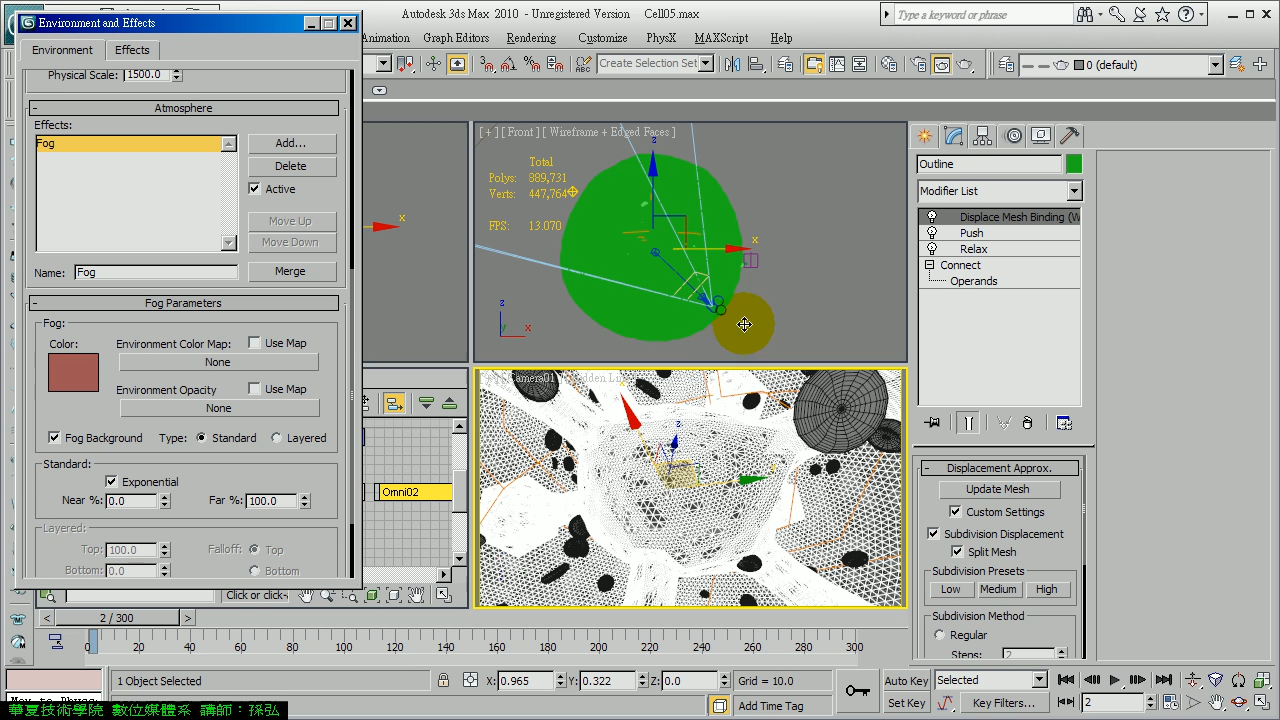 Autodesk 3ds Max 2010 - Unregistered Version Cell05.max
Type a keyword or phrase
Environment and Effects
Animation Graph Editors Rendering Customize PhysX MAXScript Help
Environment Effects
Create Selection Set
0 (default)
Physical Scale: 1500.0
Atmosphere
Effects:
Fog
Add...
Delete
Active
Move Up
Move Down
Name: Fog
Merge
Fog Parameters
Fog:
Color:
Environment Color Map: Use Map
None
Environment Opacity Use Map
None
Fog Background Type: Standard Layered
Standard:
Exponential
Near %: 0.0 Far %: 100.0
Layered:
Top: 100.0 Falloff: Top
Bottom: 0.0 Bottom
[ + ] [ Front ] [ Wireframe + Edged Faces ]
Total
Polys: 889,731
Verts: 447,764
FPS: 13.070
x
z
x
z
y x
z
Omni02
Click or click-
Outline
Modifier List
Displace Mesh Binding (W
Push
Relax
Connect
Operands
Displacement Approx.
Update Mesh
Custom Settings
Subdivision Displacement
Split Mesh
Subdivision Presets
Low Medium High
Subdivision Method
Regular
Steps: 2
< 2 / 300 >
0 20 40 60 80 100 120 140 160 180 200 220 240 260 280 300
1 Object Selected
X: 0.965 Y: 0.322 Z: 0.0
Grid = 10.0
Auto Key Selected
Add Time Tag
Set Key Key Filters...
2
華夏技術學院 數位媒體系 講師：孫弘